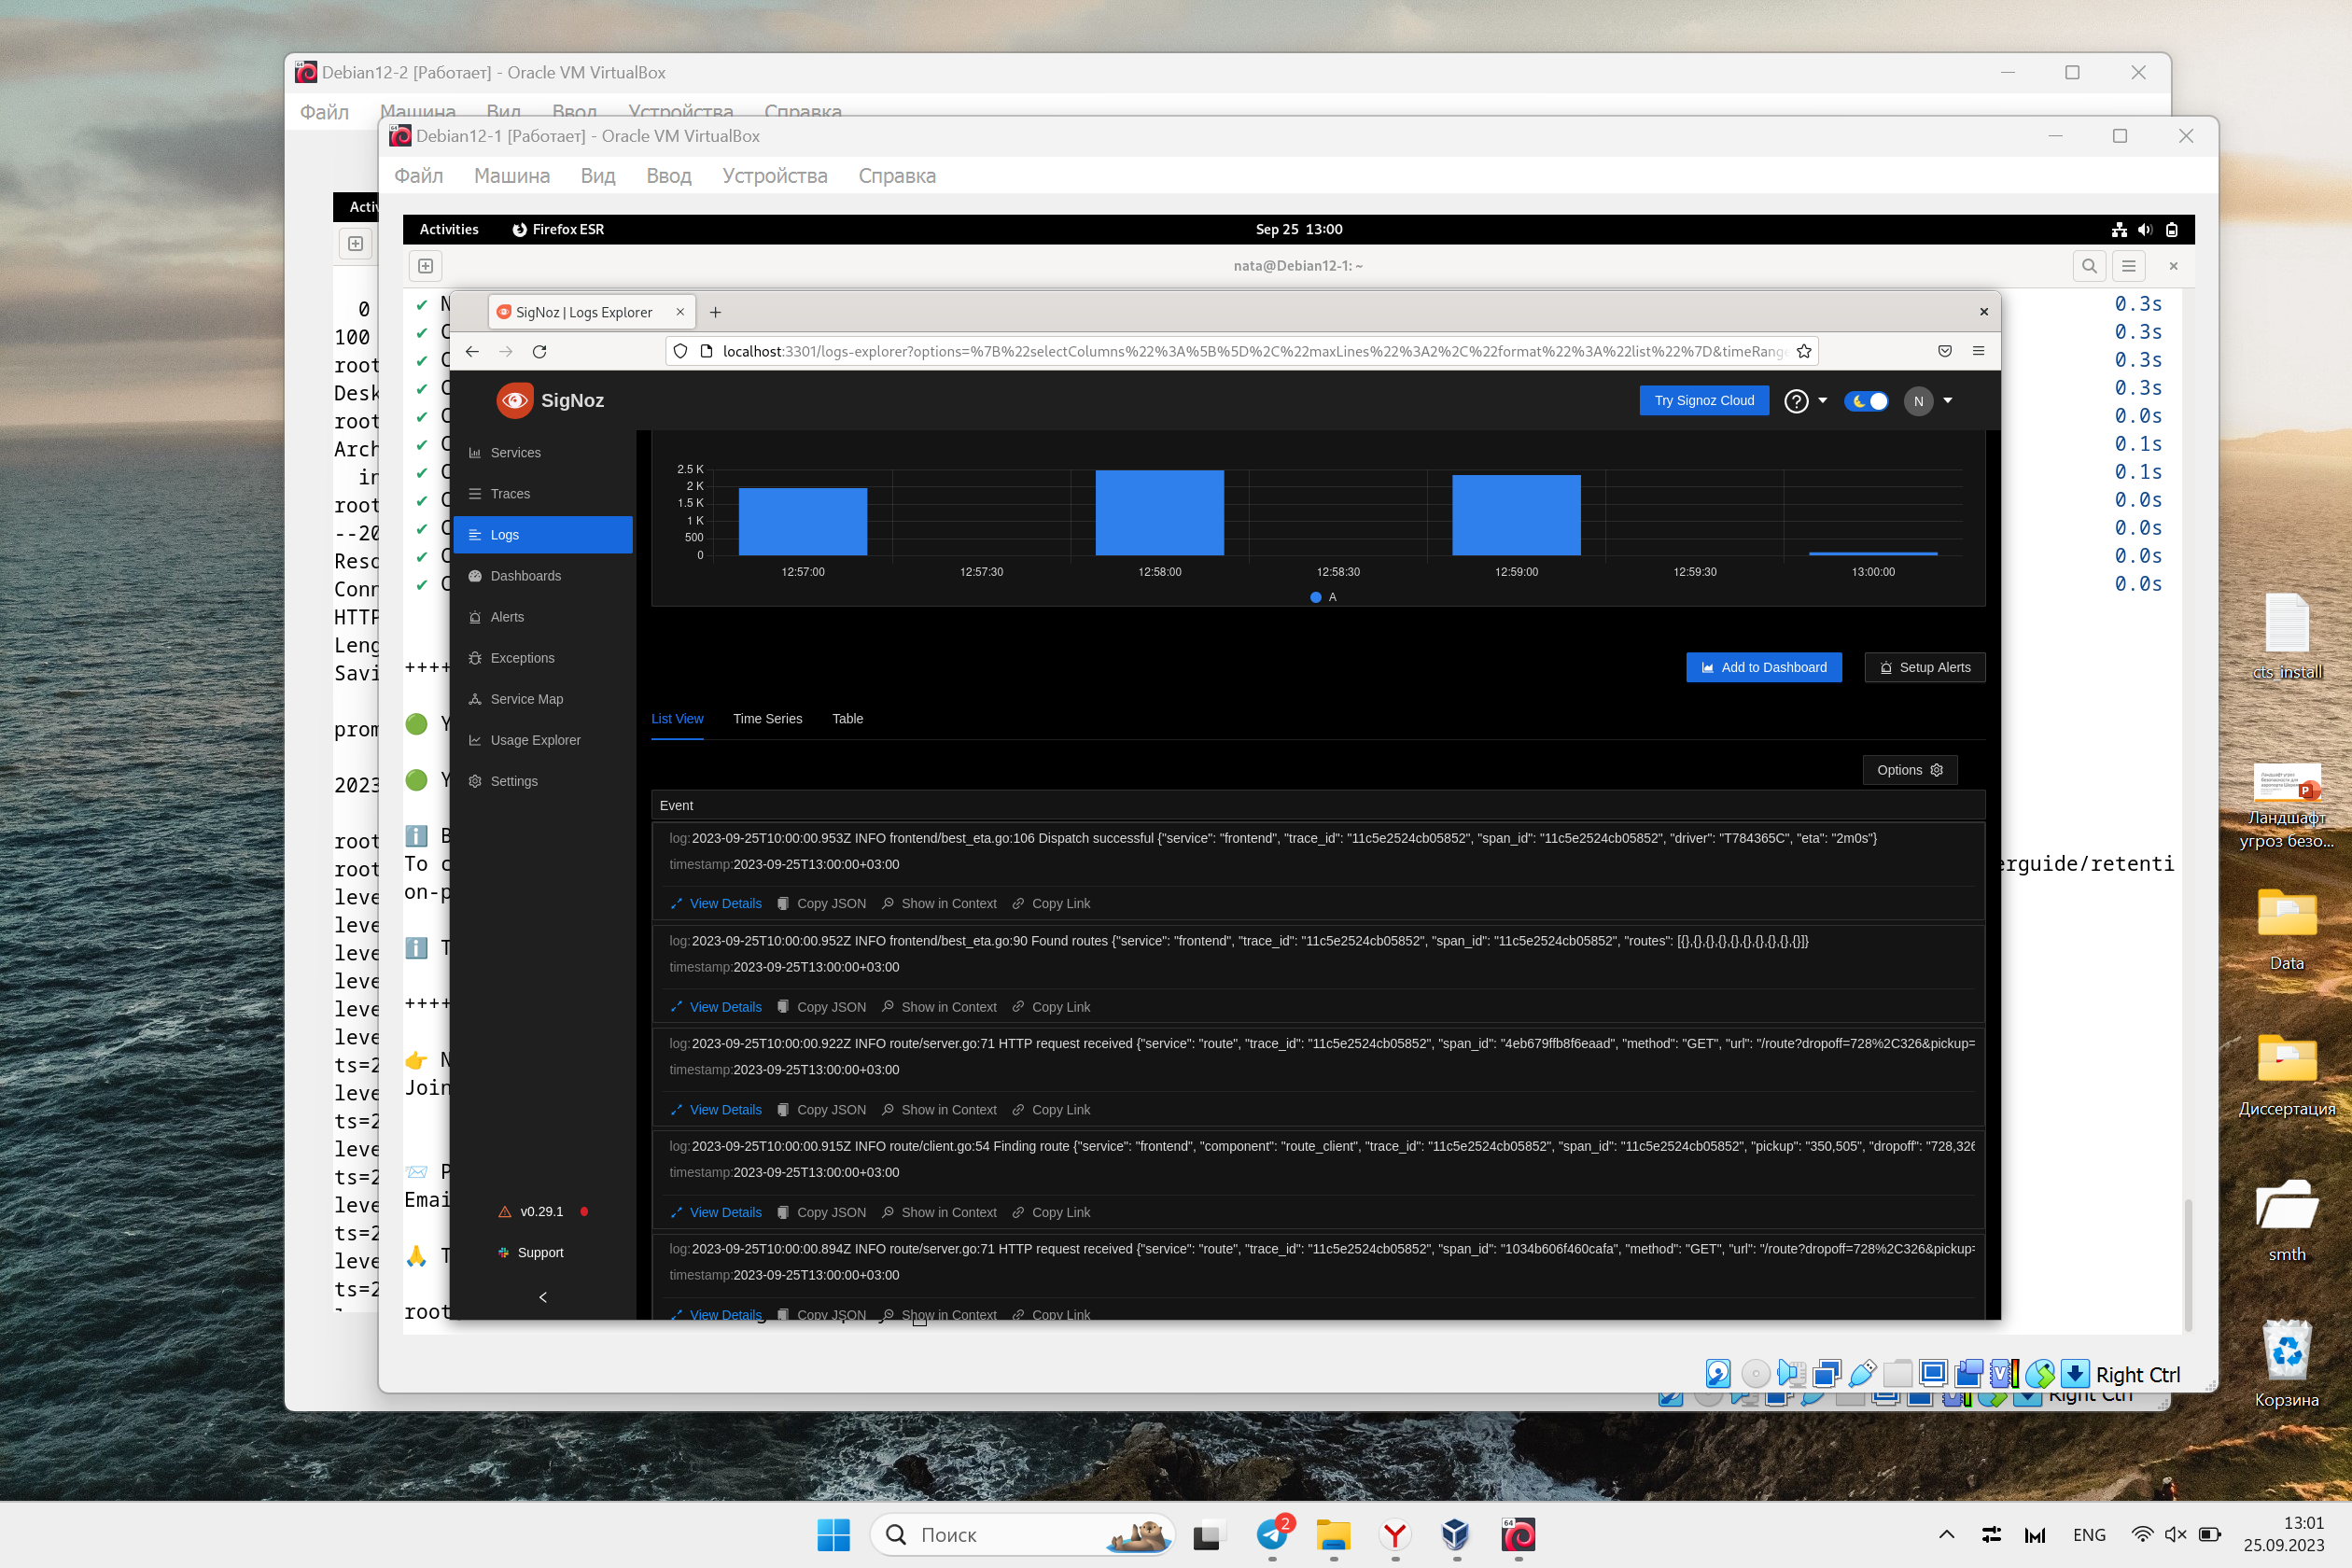 Debian12-2 [Работает] - Oracle VM VirtualBox
Файл Машина Вид Ввод Устройства Справка
Debian12-1 [Работает] - Oracle VM VirtualBox
Файл Машина Вид Ввод Устройства Справка
Activities Firefox ESR Sep 25 13:00
nata@Debian12-1: ~
SigNoz | Logs Explorer
localhost:3301/logs-explorer?options=%7B%22selectColumns%22%3A%5B%5D%2C%22maxLines%22%3A2%2C%22format%22%3A%22list%22%7D&timeRange
SigNoz
Try Signoz Cloud
N
Services
Traces
Logs
Dashboards
Alerts
Exceptions
Service Map
Usage Explorer
Settings
v0.29.1
Support
2.5 K
2 K
1.5 K
1 K
500
0
12:57:00 12:57:30 12:58:00 12:58:30 12:59:00 12:59:30 13:00:00
A
Add to Dashboard Setup Alerts
List View Time Series Table
Options
Event
log:2023-09-25T10:00:00.953Z INFO frontend/best_eta.go:106 Dispatch successful {"service": "frontend", "trace_id": "11c5e2524cb05852", "span_id": "11c5e2524cb05852", "driver": "T784365C", "eta": "2m0s"}
timestamp:2023-09-25T13:00:00+03:00
View Details Copy JSON Show in Context Copy Link
log:2023-09-25T10:00:00.952Z INFO frontend/best_eta.go:90 Found routes {"service": "frontend", "trace_id": "11c5e2524cb05852", "span_id": "11c5e2524cb05852", "routes": [{},{},{},{},{},{},{},{},{},{}]}
timestamp:2023-09-25T13:00:00+03:00
View Details Copy JSON Show in Context Copy Link
log:2023-09-25T10:00:00.922Z INFO route/server.go:71 HTTP request received {"service": "route", "trace_id": "11c5e2524cb05852", "span_id": "4eb679ffb8f6eaad", "method": "GET", "url": "/route?dropoff=728%2C326&pickup=
timestamp:2023-09-25T13:00:00+03:00
View Details Copy JSON Show in Context Copy Link
log:2023-09-25T10:00:00.915Z INFO route/client.go:54 Finding route {"service": "frontend", "component": "route_client", "trace_id": "11c5e2524cb05852", "span_id": "11c5e2524cb05852", "pickup": "350,505", "dropoff": "728,326
timestamp:2023-09-25T13:00:00+03:00
View Details Copy JSON Show in Context Copy Link
log:2023-09-25T10:00:00.894Z INFO route/server.go:71 HTTP request received {"service": "route", "trace_id": "11c5e2524cb05852", "span_id": "1034b606f460cafa", "method": "GET", "url": "/route?dropoff=728%2C326&pickup=
timestamp:2023-09-25T13:00:00+03:00
View Details Copy JSON Show in Context Copy Link
0.3s
0.3s
0.3s
0.3s
0.0s
0.1s
0.1s
0.0s
0.0s
0.0s
0.0s
++++
To c
erguide/retenti
on-p
++++
Join
Emai
root
Activ
0
100
root
Desk
root
Arch
in
root
--20
Reso
Conn
HTTP
Leng
Savi
prom
2023
root
root
leve
leve
leve
leve
leve
leve
ts=2
leve
ts=2
leve
ts=2
leve
ts=2
leve
ts=2
Right Ctrl
Right Ctrl
cts_install
Ландшафт
угроз безо...
Data
Диссертация
smth
Корзина
Поиск
2
64
ENG
13:01
25.09.2023